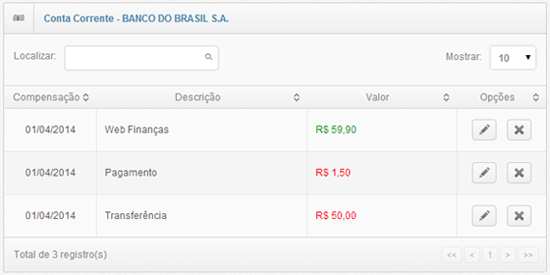 Conta Corrente - BANCO DO BRASIL S.A.
Localizar: Mostrar: 10
Compensação Descrição Valor Opções
01/04/2014 Web Finanças R$ 59,90
01/04/2014 Pagamento R$ 1,50
01/04/2014 Transferência R$ 50,00
Total de 3 registro(s) << < 1 > >>